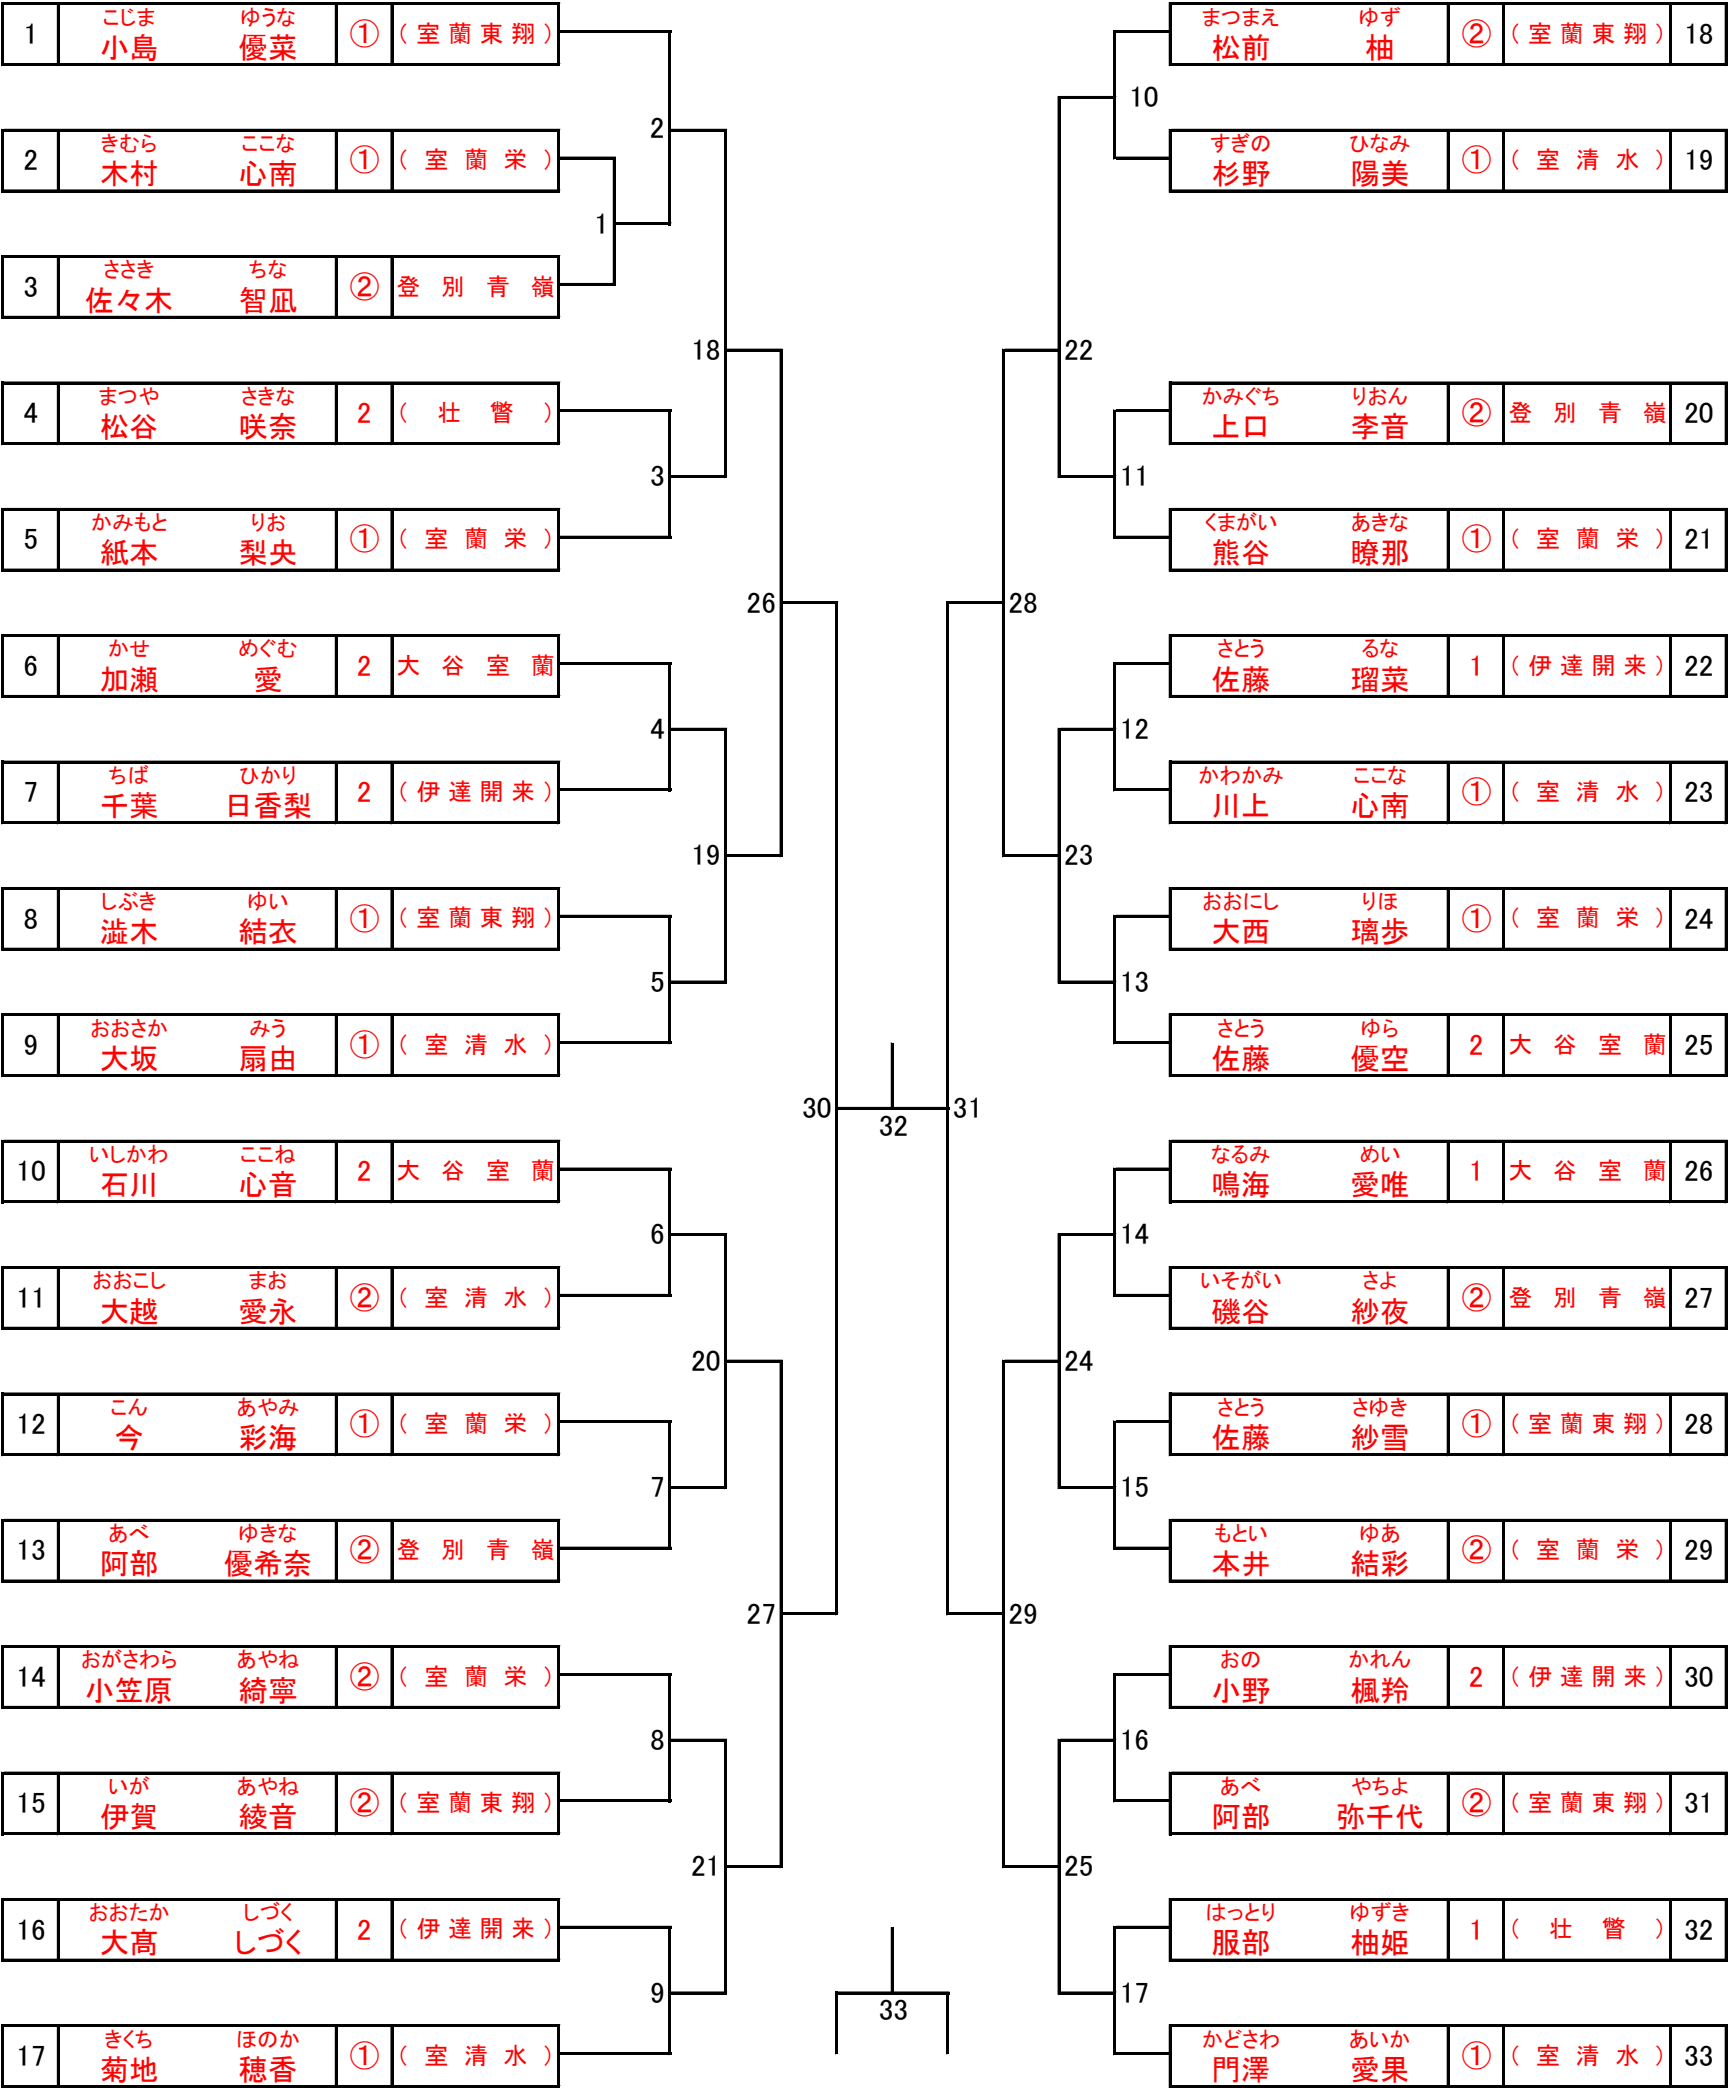 1 こじま ゆうな 小島 優菜 ① (室蘭東翔)
2 きむら ここな 木村 心南 ① (室蘭栄)
3 ささき ちな 佐々木 智凪 ② 登別青嶺
4 まつや さきな 松谷 咲奈 2 (壮瞥)
5 かみもと りお 紙本 梨央 ① (室蘭栄)
6 かせ めぐむ 加瀬 愛 2 大谷室蘭
7 ちば ひかり 千葉 日香梨 2 (伊達開来)
8 しぶき ゆい 澁木 結衣 ① (室蘭東翔)
9 おおさか みう 大坂 扇由 ① (室清水)
10 いしかわ ここね 石川 心音 2 大谷室蘭
11 おおこし まお 大越 愛永 ② (室清水)
12 こん あやみ 今 彩海 ① (室蘭栄)
13 あべ ゆきな 阿部 優希奈 ② 登別青嶺
14 おがさわら あやね 小笠原 綺寧 ② (室蘭栄)
15 いが あやね 伊賀 綾音 ② (室蘭東翔)
16 おおたか しづく 大髙 しづく 2 (伊達開来)
17 きくち ほのか 菊地 穂香 ① (室清水)
1
2
3
4
5
6
7
8
9
18
19
20
21
26
27
30
32
33
31
28
29
22
23
24
25
10
11
12
13
14
15
16
17
まつまえ ゆず 松前 柚 ② (室蘭東翔) 18
すぎの ひなみ 杉野 陽美 ① (室清水) 19
かみぐち りおん 上口 李音 ② 登別青嶺 20
くまがい あきな 熊谷 瞭那 ① (室蘭栄) 21
さとう るな 佐藤 瑠菜 1 (伊達開来) 22
かわかみ ここな 川上 心南 ① (室清水) 23
おおにし りほ 大西 璃歩 ① (室蘭栄) 24
さとう ゆら 佐藤 優空 2 大谷室蘭 25
なるみ めい 鳴海 愛唯 1 大谷室蘭 26
いそがい さよ 磯谷 紗夜 ② 登別青嶺 27
さとう さゆき 佐藤 紗雪 ① (室蘭東翔) 28
もとい ゆあ 本井 結彩 ② (室蘭栄) 29
おの かれん 小野 楓羚 2 (伊達開来) 30
あべ やちよ 阿部 弥千代 ② (室蘭東翔) 31
はっとり ゆずき 服部 柚姫 1 (壮瞥) 32
かどさわ あいか 門澤 愛果 ① (室清水) 33